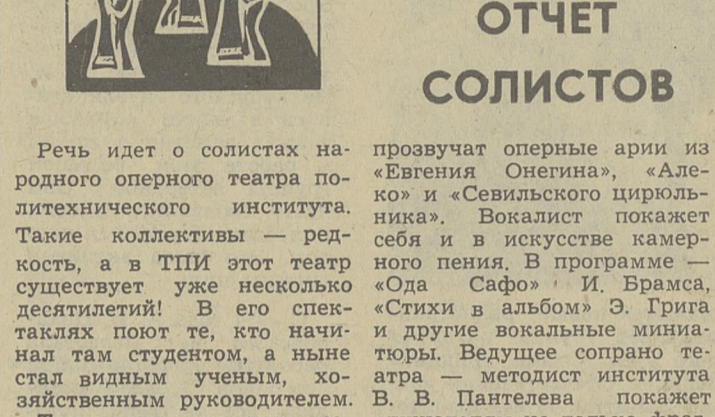 ОТЧЕТ
СОЛИСТОВ
Речь идет о солистах на-
родного оперного театра по-
литехнического института.
Такие коллективы — ред-
кость, а в ТПИ этот театр
существует уже несколько
десятилетий! В его спек-
таклях поют те, кто начи-
нал там студентом, а ныне
стал видным ученым, хо-
зяйственным руководителем.
прозвучат оперные арии из
«Евгения Онегина», «Але-
ко» и «Севильского цирюль-
ника». Вокалист покажет
себя и в искусстве камер-
ного пения. В программе —
«Ода Сафо» И. Брамса,
«Стихи в альбом» Э. Грига
и другие вокальные миниа-
тюры. Ведущее сопрано те-
атра — методист института
В. В. Пантелева покажет